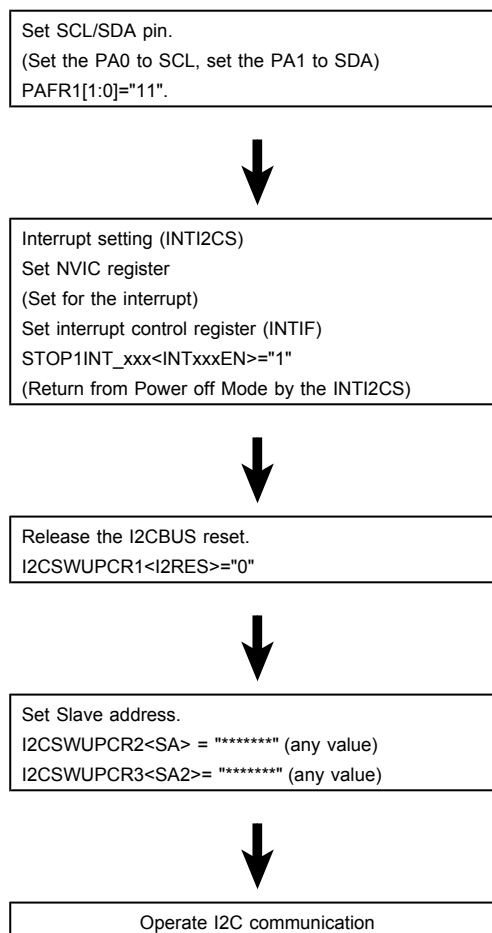 Set SCL/SDA pin.
(Set the PA0 to SCL, set the PA1 to SDA)
PAFR1[1:0]="11".
Interrupt setting (INTI2CS)
Set NVIC register
(Set for the interrupt)
Set interrupt control register (INTIF)
STOP1INT_xxx<INTxxxEN>="1"
(Return from Power off Mode by the INTI2CS)
Release the I2CBUS reset.
I2CSWUPCR1<I2RES>="0"
Set Slave address.
I2CSWUPCR2<SA> = "*******" (any value)
I2CSWUPCR3<SA2>= "*******" (any value)
Operate I2C communication